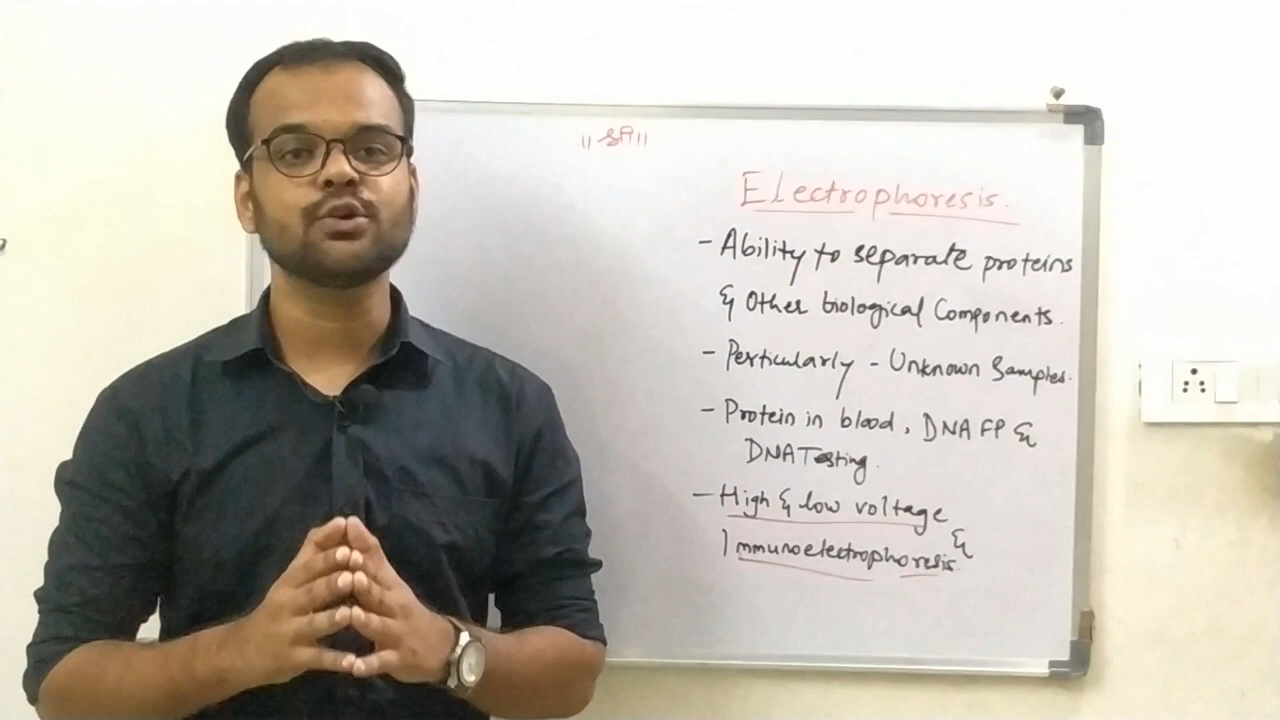 ॥ श्री ॥
Electrophoresis.
- Ability to separate proteins
& Other biological Components.
- Perticularly - Unknown Samples.
- Protein in blood, DNA FP &
DNA Testing.
- High & low voltage &
Immunoelectrophoresis.